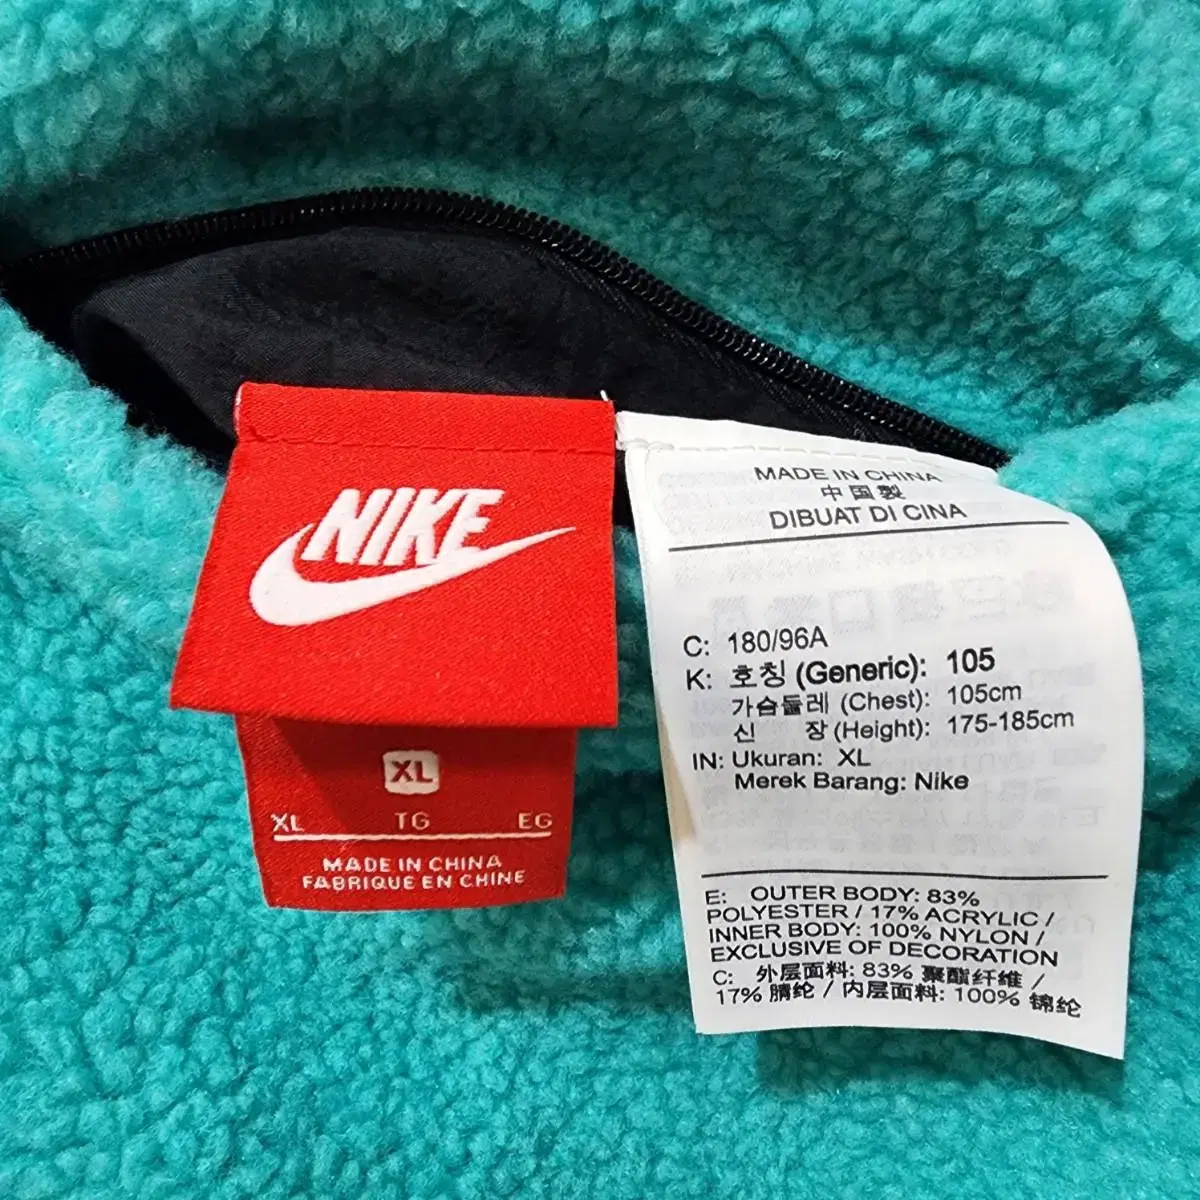 NIKE
XL
XL TG EG
MADE IN CHINA
FABRIQUE EN CHINE
MADE IN CHINA
中国製
DIBUAT DI CINA
C: 180/96A
K: 호칭 (Generic): 105
가슴둘레 (Chest): 105cm
신 장 (Height): 175-185cm
IN: Ukuran: XL
Merek Barang: Nike
E: OUTER BODY: 83%
POLYESTER / 17% ACRYLIC /
INNER BODY: 100% NYLON /
EXCLUSIVE OF DECORATION
C: 外层面料: 83% 聚酯纤维 /
17% 腈纶 / 内层面料: 100% 锦纶